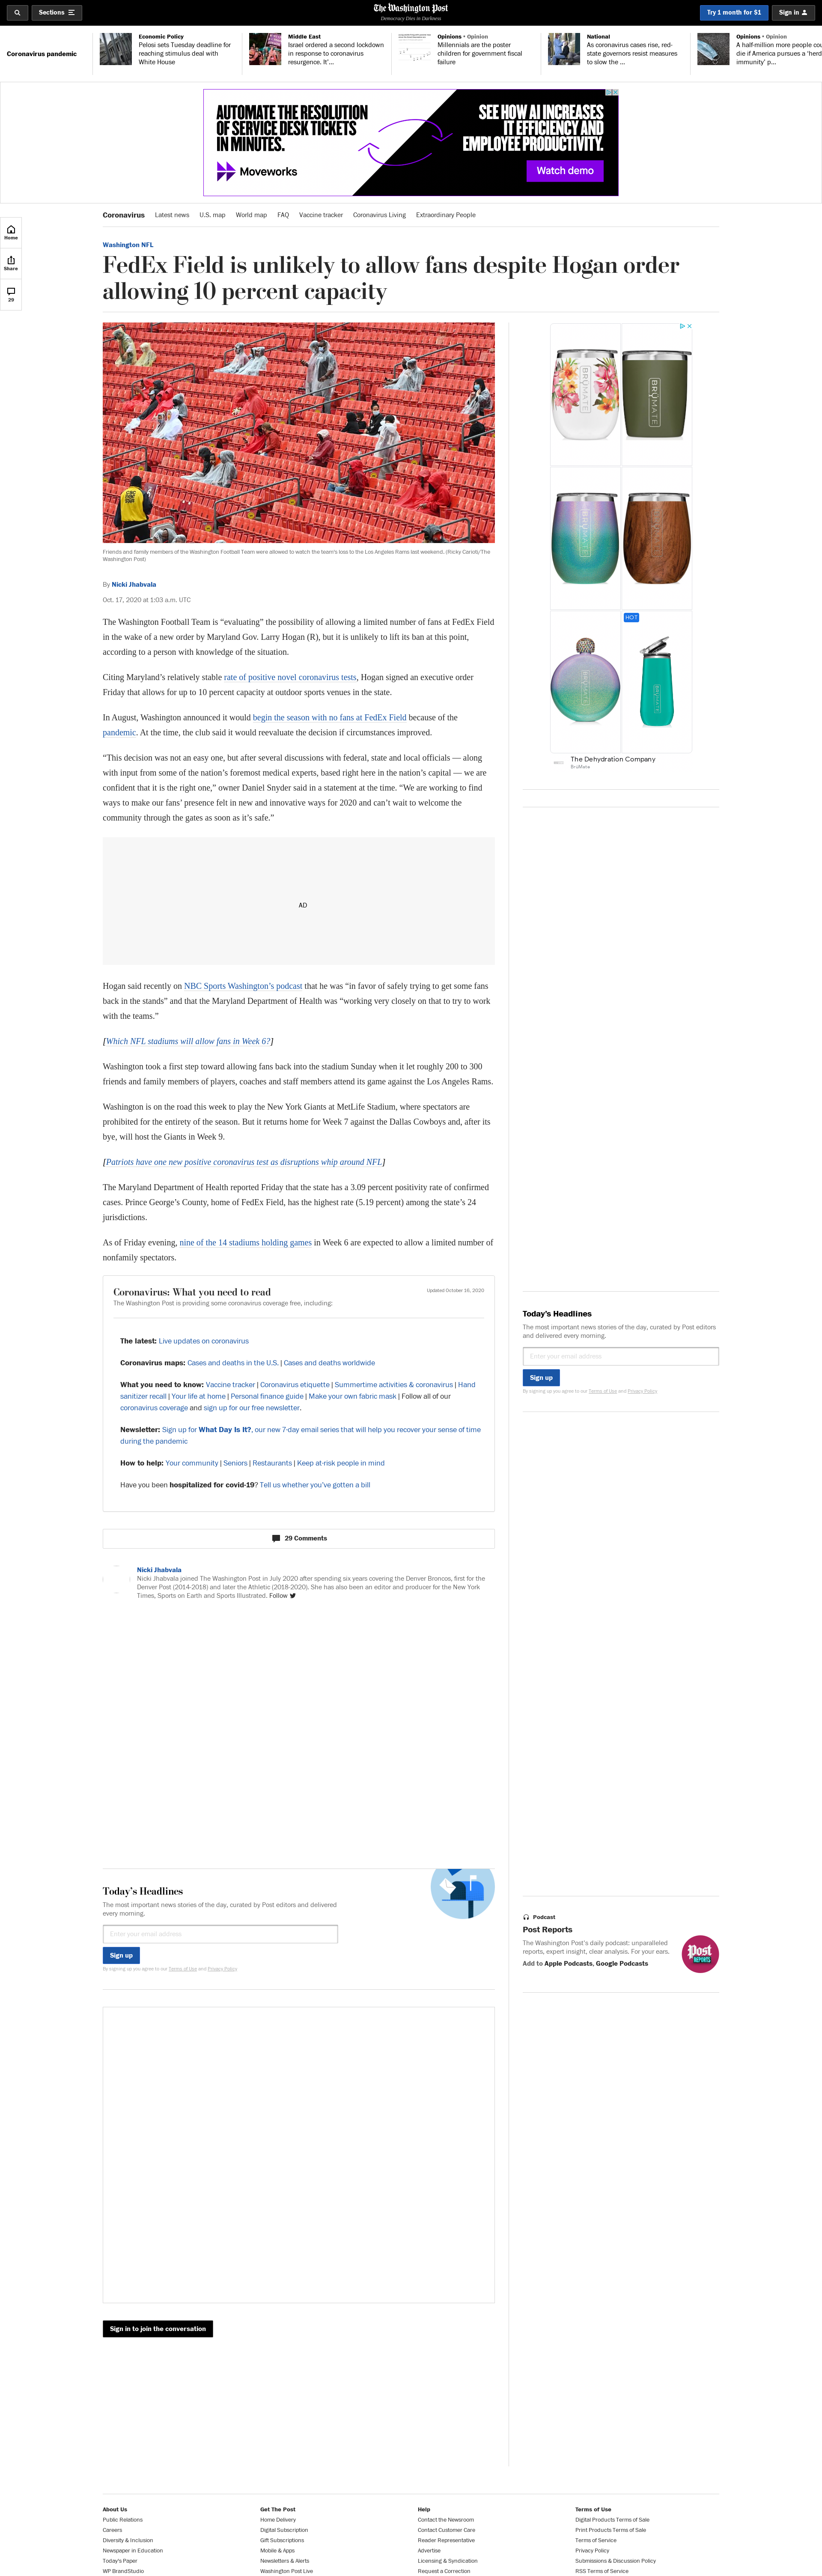 Sections
The Washington Post
Democracy Dies in Darkness
Try 1 month for $1
Sign in
Coronavirus pandemic
Economic Policy
Pelosi sets Tuesday deadline for
reaching stimulus deal with
White House
Middle East
Israel ordered a second lockdown
in response to coronavirus
resurgence. It'...
Opinions • Opinion
Millennials are the poster
children for government fiscal
failure
National
As coronavirus cases rise, red-
state governors resist measures
to slow the ...
Opinions • Opinion
A half-million more people cou
die if America pursues a 'herd
immunity' p...
AUTOMATE THE RESOLUTION
OF SERVICE DESK TICKETS
IN MINUTES.
Moveworks
SEE HOW AI INCREASES
IT EFFICIENCY AND
EMPLOYEE PRODUCTIVITY.
Watch demo
Home
Share
29
Coronavirus
Latest news
U.S. map
World map
FAQ
Vaccine tracker
Coronavirus Living
Extraordinary People
Washington NFL
FedEx Field is unlikely to allow fans despite Hogan order
allowing 10 percent capacity
Friends and family members of the Washington Football Team were allowed to watch the team's loss to the Los Angeles Rams last weekend. (Ricky Carioti/The
Washington Post)
By Nicki Jhabvala
Oct. 17, 2020 at 1:03 a.m. UTC
The Washington Football Team is “evaluating” the possibility of allowing a limited number of fans at FedEx Field
in the wake of a new order by Maryland Gov. Larry Hogan (R), but it is unlikely to lift its ban at this point,
according to a person with knowledge of the situation.
Citing Maryland’s relatively stable rate of positive novel coronavirus tests, Hogan signed an executive order
Friday that allows for up to 10 percent capacity at outdoor sports venues in the state.
In August, Washington announced it would begin the season with no fans at FedEx Field because of the
pandemic. At the time, the club said it would reevaluate the decision if circumstances improved.
“This decision was not an easy one, but after several discussions with federal, state and local officials — along
with input from some of the nation’s foremost medical experts, based right here in the nation’s capital — we are
confident that it is the right one,” owner Daniel Snyder said in a statement at the time. “We are working to find
ways to make our fans’ presence felt in new and innovative ways for 2020 and can’t wait to welcome the
community through the gates as soon as it’s safe.”
AD
Hogan said recently on NBC Sports Washington’s podcast that he was “in favor of safely trying to get some fans
back in the stands” and that the Maryland Department of Health was “working very closely on that to try to work
with the teams.”
[Which NFL stadiums will allow fans in Week 6?]
Washington took a first step toward allowing fans back into the stadium Sunday when it let roughly 200 to 300
friends and family members of players, coaches and staff members attend its game against the Los Angeles Rams.
Washington is on the road this week to play the New York Giants at MetLife Stadium, where spectators are
prohibited for the entirety of the season. But it returns home for Week 7 against the Dallas Cowboys and, after its
bye, will host the Giants in Week 9.
[Patriots have one new positive coronavirus test as disruptions whip around NFL]
The Maryland Department of Health reported Friday that the state has a 3.09 percent positivity rate of confirmed
cases. Prince George’s County, home of FedEx Field, has the highest rate (5.19 percent) among the state’s 24
jurisdictions.
As of Friday evening, nine of the 14 stadiums holding games in Week 6 are expected to allow a limited number of
nonfamily spectators.
Coronavirus: What you need to read
Updated October 16, 2020
The Washington Post is providing some coronavirus coverage free, including:
The latest: Live updates on coronavirus
Coronavirus maps: Cases and deaths in the U.S. | Cases and deaths worldwide
What you need to know: Vaccine tracker | Coronavirus etiquette | Summertime activities & coronavirus | Hand
sanitizer recall | Your life at home | Personal finance guide | Make your own fabric mask | Follow all of our
coronavirus coverage and sign up for our free newsletter.
Newsletter: Sign up for What Day Is It?, our new 7-day email series that will help you recover your sense of time
during the pandemic
How to help: Your community | Seniors | Restaurants | Keep at-risk people in mind
Have you been hospitalized for covid-19? Tell us whether you’ve gotten a bill
29 Comments
Nicki Jhabvala
Nicki Jhabvala joined The Washington Post in July 2020 after spending six years covering the Denver Broncos, first for the
Denver Post (2014-2018) and later the Athletic (2018-2020). She has also been an editor and producer for the New York
Times, Sports on Earth and Sports Illustrated. Follow
Today’s Headlines
The most important news stories of the day, curated by Post editors and delivered
every morning.
Enter your email address
Sign up
By signing up you agree to our Terms of Use and Privacy Policy
Sign in to join the conversation
BRÜMATE
BRÜMATE
BRÜMATE
BRÜMATE
HOT
BRÜMATE
BRÜMATE
The Dehydration Company
BruMate
Today’s Headlines
The most important news stories of the day, curated by Post editors
and delivered every morning.
Enter your email address
Sign up
By signing up you agree to our Terms of Use and Privacy Policy
Podcast
Post Reports
The Washington Post’s daily podcast: unparalleled
reports, expert insight, clear analysis. For your ears.
Add to Apple Podcasts, Google Podcasts
Post
REPORTS
About Us
Public Relations
Careers
Diversity & Inclusion
Newspaper in Education
Today's Paper
WP BrandStudio
Get The Post
Home Delivery
Digital Subscription
Gift Subscriptions
Mobile & Apps
Newsletters & Alerts
Washington Post Live
Help
Contact the Newsroom
Contact Customer Care
Reader Representative
Advertise
Licensing & Syndication
Request a Correction
Terms of Use
Digital Products Terms of Sale
Print Products Terms of Sale
Terms of Service
Privacy Policy
Submissions & Discussion Policy
RSS Terms of Service